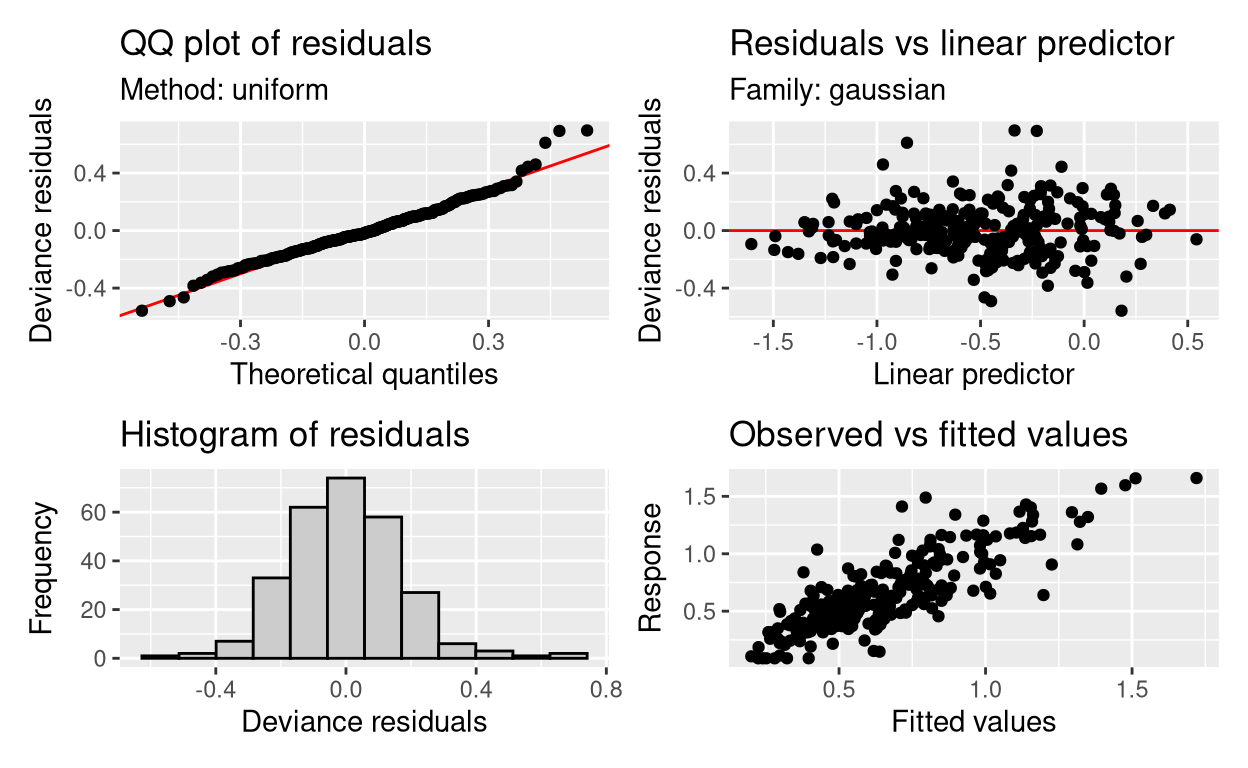 QQ plot of residuals
Method: uniform
Deviance residuals
0.4
0.0
-0.4
-0.3
0.0
0.3
Theoretical quantiles
Residuals vs linear predictor
Family: gaussian
Deviance residuals
0.4
0.0
-0.4
-1.5
-1.0
-0.5
0.0
0.5
Linear predictor
Histogram of residuals
Frequency
60
40
20
0
-0.4
0.0
0.4
0.8
Deviance residuals
Observed vs fitted values
Response
1.5
1.0
0.5
0.5
1.0
1.5
Fitted values